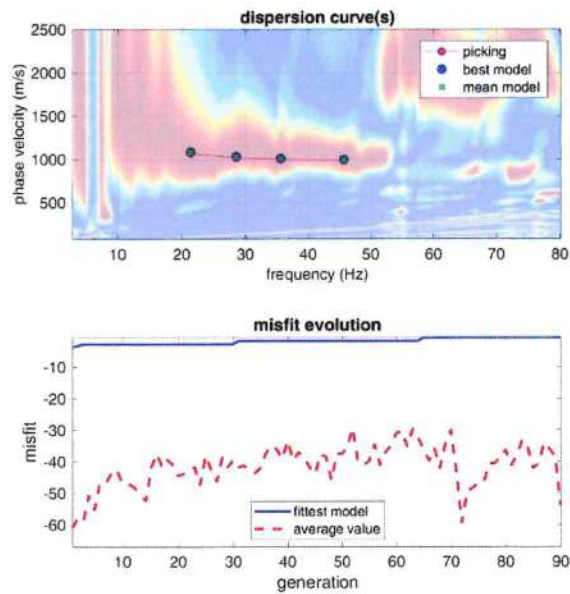 dispersion curve(s)
2500
2000
1500
1000
500
phase velocity (m/s)
picking
best model
mean model
10 20 30 40 50 60 70 80
frequency (Hz)
misfit evolution
-10
-20
-30
-40
-50
-60
misfit
fittest model
average value
10 20 30 40 50 60 70 80 90
generation